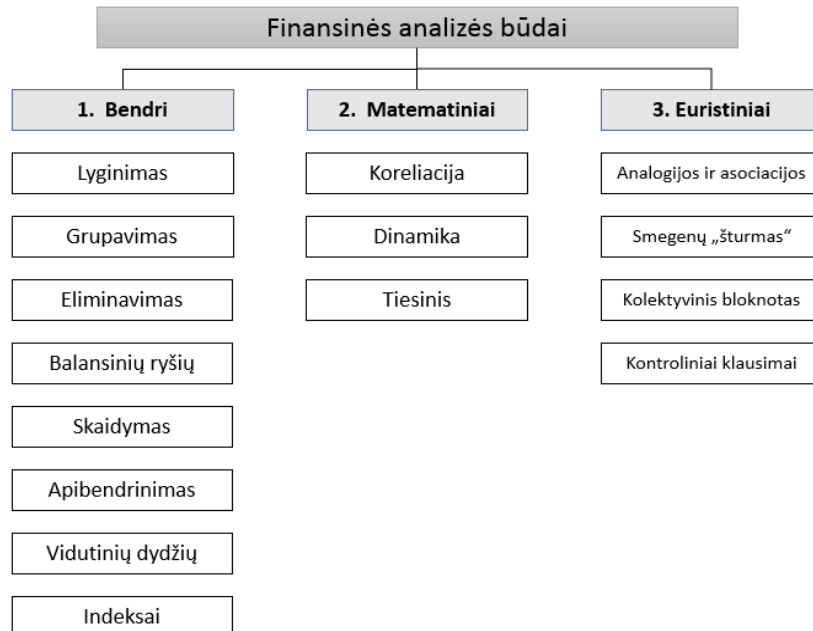 Finansinės analizės būdai
1. Bendri
Lyginimas
Grupavimas
Eliminavimas
Balansinių ryšių
Skaidymas
Apibendrinimas
Vidutinių dydžių
Indeksai
2. Matematiniai
Koreliacija
Dinamika
Tiesinis
3. Euristiniai
Analogijos ir asociacijos
Smegenų „šturmas“
Kolektyvinis bloknotas
Kontroliniai klausimai